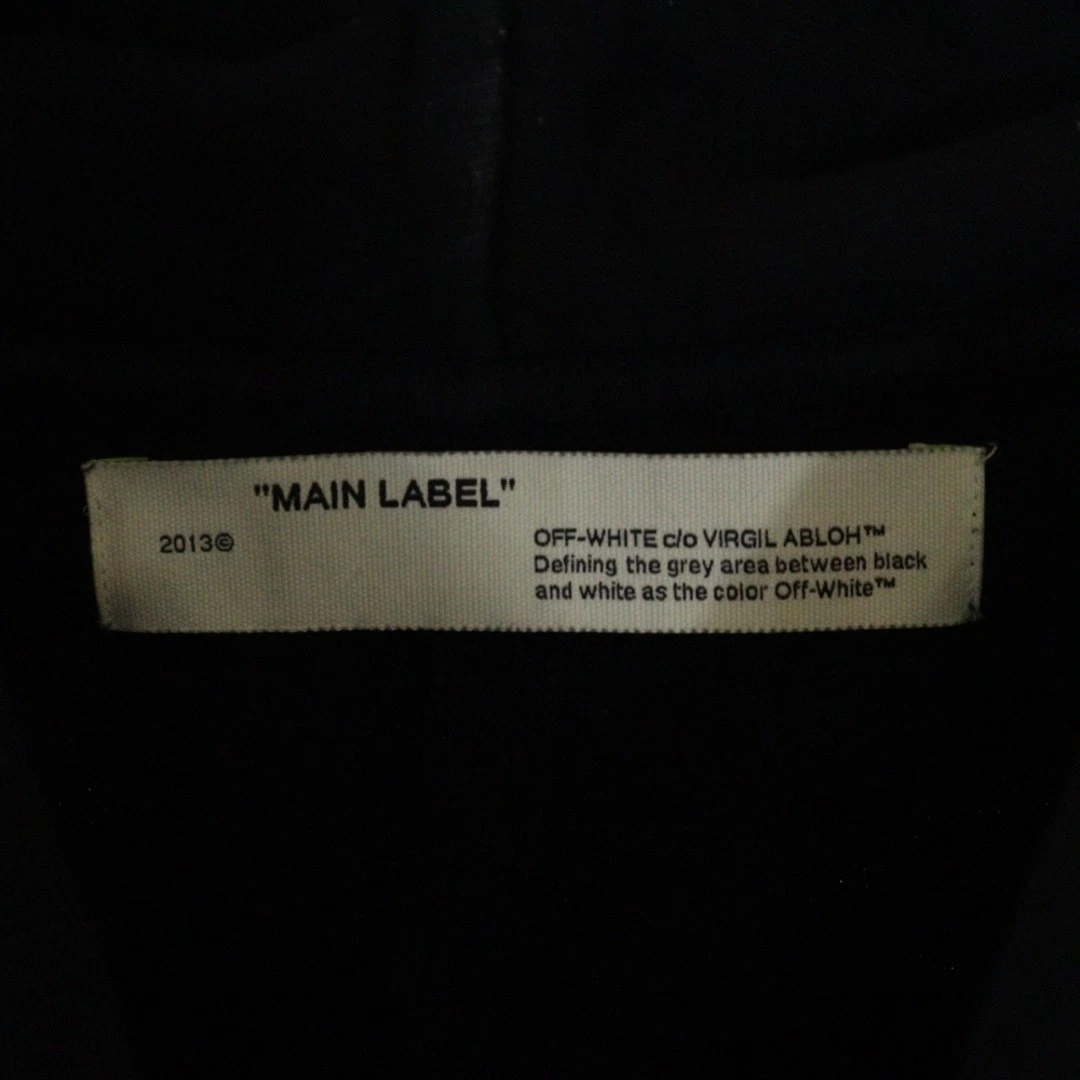 "MAIN LABEL"
2013©
OFF-WHITE c/o VIRGIL ABLOH™
Defining the grey area between black
and white as the color Off-White™